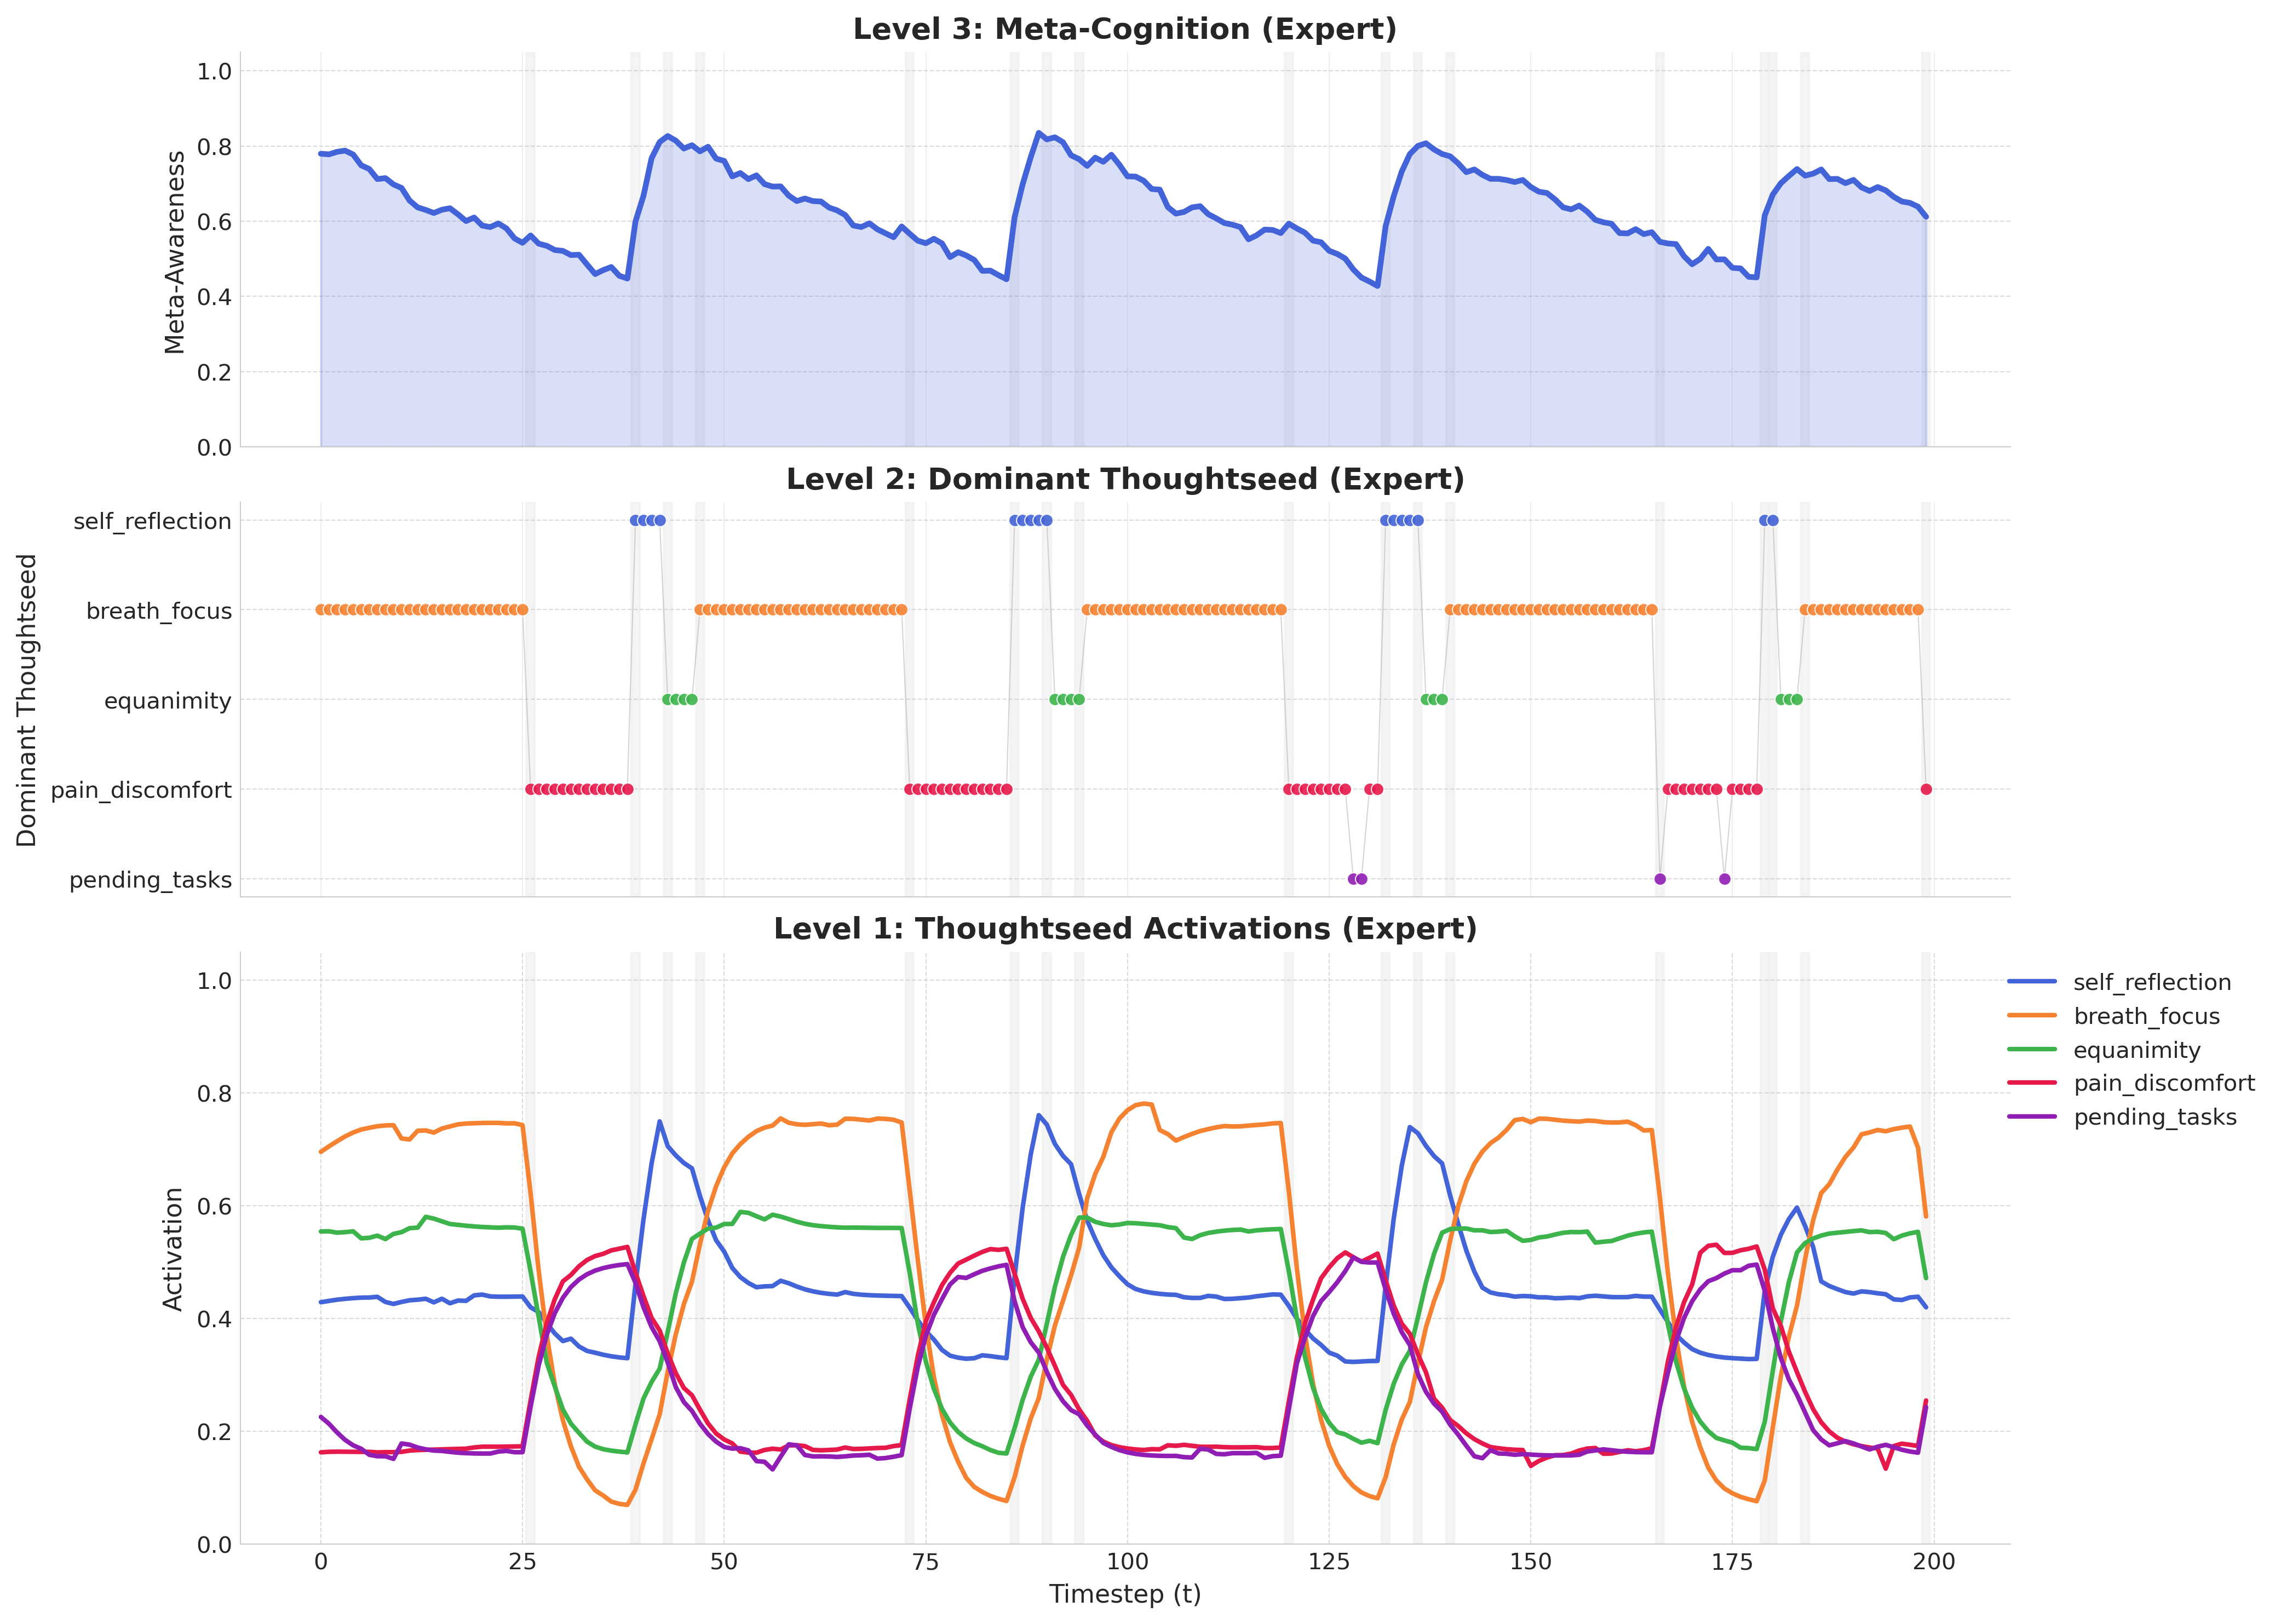 Level 3: Meta-Cognition (Expert)
1.0
0.8
0.6
0.4
0.2
0.0
Meta-Awareness
Level 2: Dominant Thoughtseed (Expert)
self_reflection
breath_focus
equanimity
pain_discomfort
pending_tasks
Dominant Thoughtseed
Level 1: Thoughtseed Activations (Expert)
1.0
0.8
0.6
0.4
0.2
0.0
Activation
self_reflection
breath_focus
equanimity
pain_discomfort
pending_tasks
0 25 50 75 100 125 150 175 200
Timestep (t)